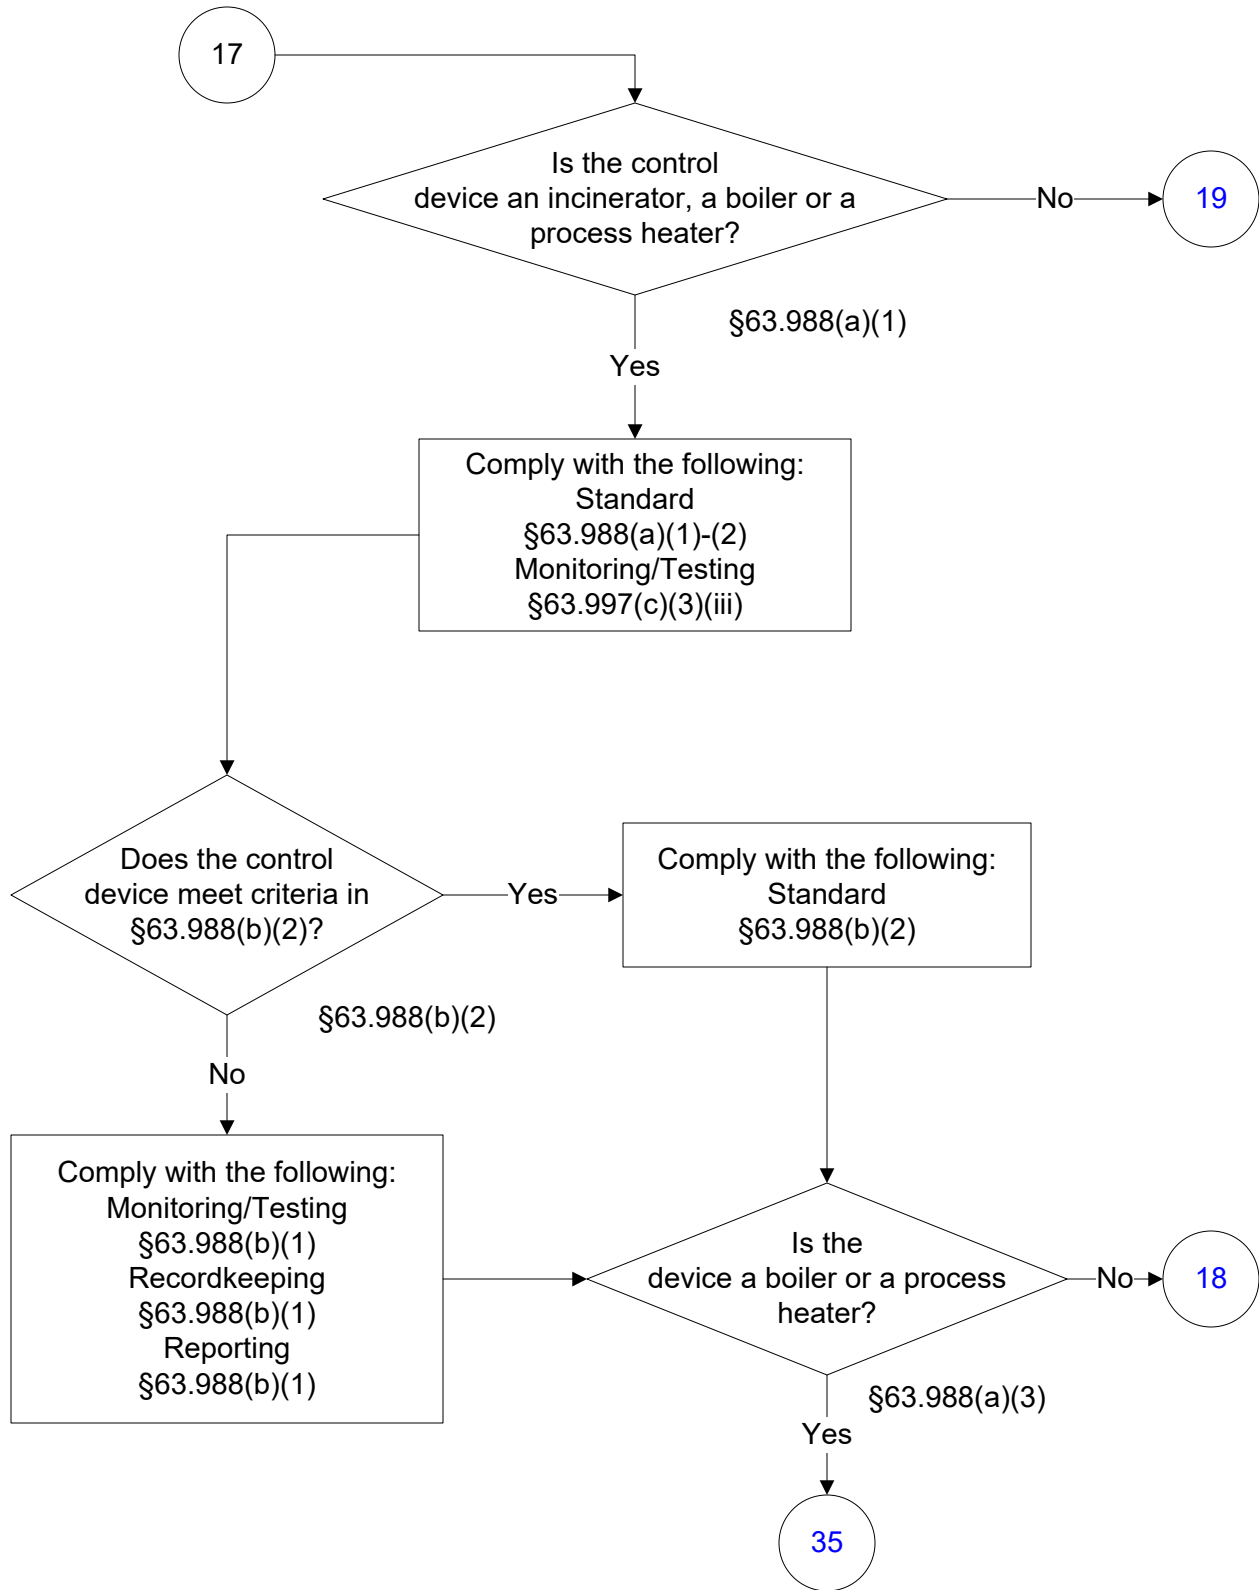 17
Is the control
device an incinerator, a boiler or a
process heater?
No
19
§63.988(a)(1)
Yes
Comply with the following:
Standard
§63.988(a)(1)-(2)
Monitoring/Testing
§63.997(c)(3)(iii)
Does the control
device meet criteria in
§63.988(b)(2)?
Yes
Comply with the following:
Standard
§63.988(b)(2)
§63.988(b)(2)
No
Comply with the following:
Monitoring/Testing
§63.988(b)(1)
Recordkeeping
§63.988(b)(1)
Reporting
§63.988(b)(1)
Is the
device a boiler or a process
heater?
No
18
§63.988(a)(3)
Yes
35